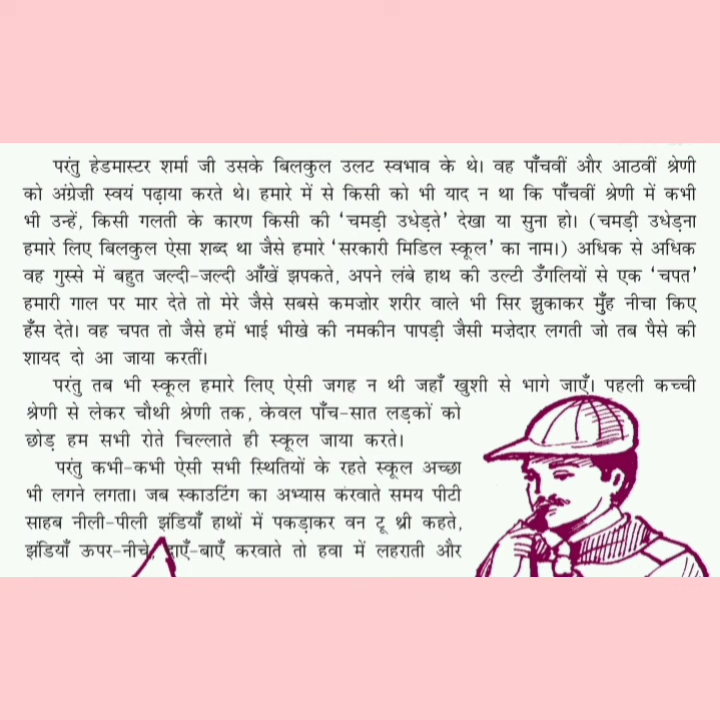 परंतु हेडमास्टर शर्मा जी उसके बिलकुल उलट स्वभाव के थे। वह पाँचवीं और आठवीं श्रेणी
को अंग्रेज़ी स्वयं पढ़ाया करते थे। हमारे में से किसी को भी याद न था कि पाँचवीं श्रेणी में कभी
भी उन्हें, किसी गलती के कारण किसी की ‘चमड़ी उधेड़ते’ देखा या सुना हो। (चमड़ी उधेड़ना
हमारे लिए बिलकुल ऐसा शब्द था जैसे हमारे ‘सरकारी मिडिल स्कूल’ का नाम।) अधिक से अधिक
वह गुस्से में बहुत जल्दी-जल्दी आँखें झपकते, अपने लंबे हाथ की उल्टी उँगलियों से एक ‘चपत’
हमारी गाल पर मार देते तो मेरे जैसे सबसे कमज़ोर शरीर वाले भी सिर झुकाकर मुँह नीचा किए
हँस देते। वह चपत तो जैसे हमें भाई भीखे की नमकीन पापड़ी जैसी मज़ेदार लगती जो तब पैसे की
शायद दो आ जाया करतीं।
परंतु तब भी स्कूल हमारे लिए ऐसी जगह न थी जहाँ खुशी से भागे जाएँ। पहली कच्ची
श्रेणी से लेकर चौथी श्रेणी तक, केवल पाँच-सात लड़कों को
छोड़ हम सभी रोते चिल्लाते ही स्कूल जाया करते।
परंतु कभी-कभी ऐसी सभी स्थितियों के रहते स्कूल अच्छा
भी लगने लगता। जब स्काउटिंग का अभ्यास करवाते समय पीटी
साहब नीली-पीली झंडियाँ हाथों में पकड़ाकर वन टू थ्री कहते,
झंडियाँ ऊपर-नीचे, दाएँ-बाएँ करवाते तो हवा में लहराती और